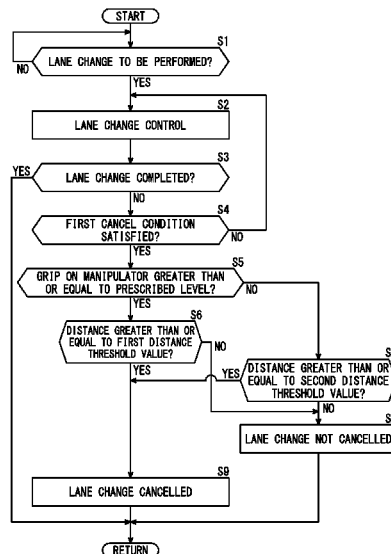 START
S1
LANE CHANGE TO BE PERFORMED?
NO
YES
S2
LANE CHANGE CONTROL
S3
YES
LANE CHANGE COMPLETED?
NO
S4
FIRST CANCEL CONDITION
SATISFIED?
NO
YES
S5
GRIP ON MANIPULATOR GREATER THAN
OR EQUAL TO PRESCRIBED LEVEL?
NO
YES
S6
DISTANCE GREATER THAN OR
EQUAL TO FIRST DISTANCE
THRESHOLD VALUE?
NO
YES
S
YES
DISTANCE GREATER THAN OR
EQUAL TO SECOND DISTANCE
THRESHOLD VALUE?
NO
S
LANE CHANGE NOT CANCELLED
S9
LANE CHANGE CANCELLED
RETURN